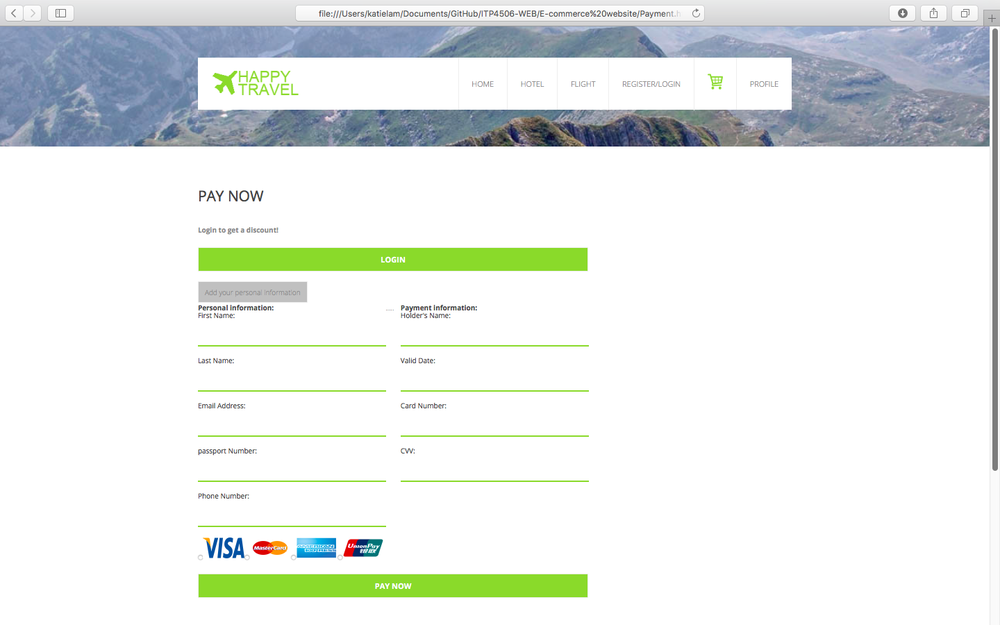 file:///Users/katielam/Documents/GitHub/ITP4506-WEB/E-commerce%20website/Payment.h
HAPPY
TRAVEL
HOME
HOTEL
FLIGHT
REGISTER/LOGIN
PROFILE
PAY NOW
Login to get a discount!
LOGIN
Add your personal information
Personal information:
.....
Payment information:
First Name:
Holder's Name:
Last Name:
Valid Date:
Email Address:
Card Number:
passport Number:
CVV:
Phone Number:
VISA
MasterCard
AMERICAN
EXPRESS
UnionPay
银联
PAY NOW